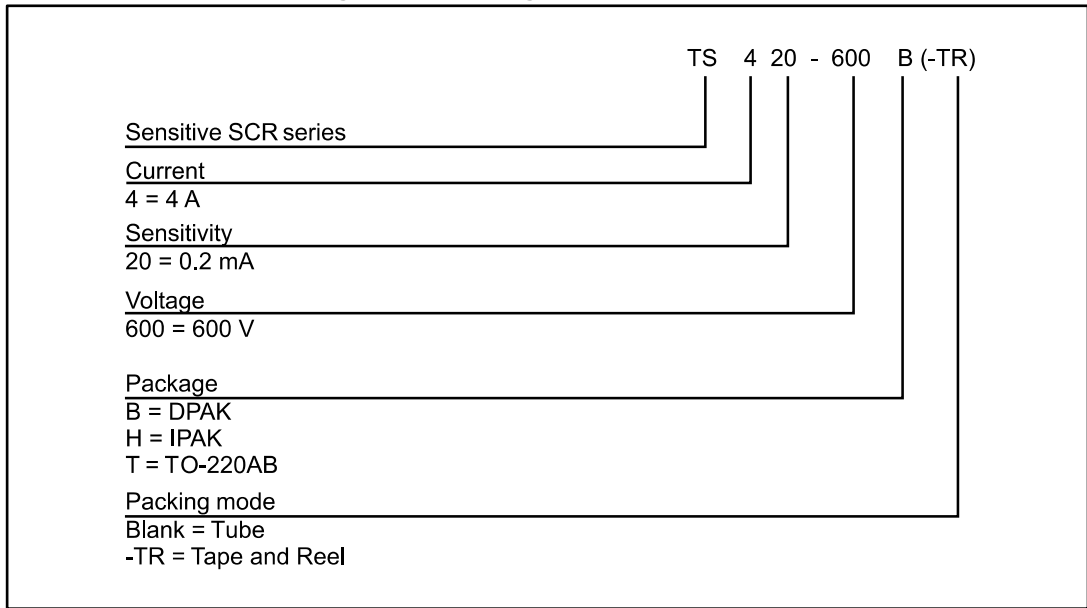 TS 4 20 - 600 B (-TR)
Sensitive SCR series
Current
4 = 4 A
Sensitivity
20 = 0.2 mA
Voltage
600 = 600 V
Package
B = DPAK
H = IPAK
T = TO-220AB
Packing mode
Blank = Tube
-TR = Tape and Reel